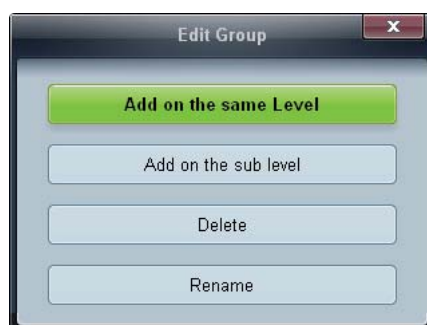 Edit Group
x
Add on the same Level
Add on the sub level
Delete
Rename